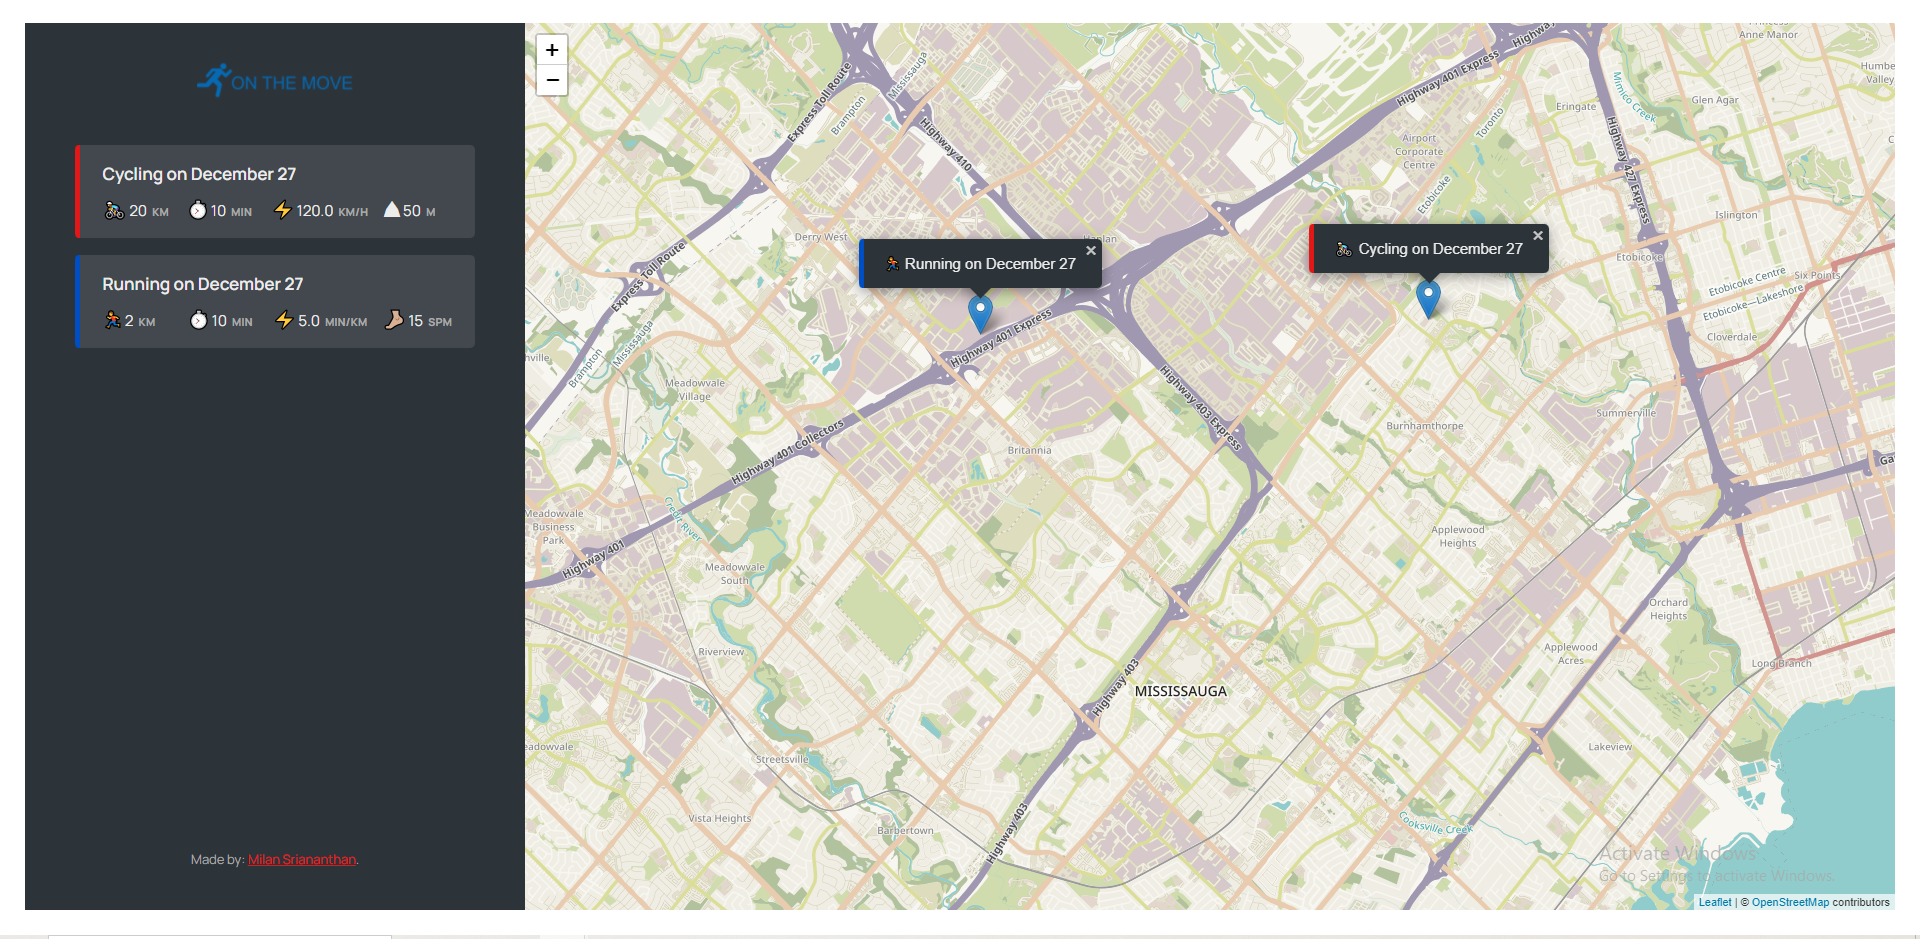 ON THE MOVE
Cycling on December 27
20 KM 10 MIN 120.0 KM/H 50 M
Running on December 27
2 KM 10 MIN 5.0 MIN/KM 15 SPM
Made by: Milan Sriananthan.
+
−
Running on December 27 ×
Cycling on December 27 ×
Anne Manor
Highway 401 Express
Express Toll Route
Mississauga
Brampton
Highway 410
Humber
Valley
Glen Agar
Eringate
Mimico Creek
Toronto
Etobicoke
Airport
Corporate
Centre
Highway 427 Express
Islington
Derry West
Etobicoke
Six Points
Etobicoke Centre
Etobicoke—Lakeshore
Cloverdale
Express Toll Route
Mississauga
Brampton
Highway 401 Express
Meadowvale
Village
Highway 403 Express
Summerville
Burnhamthorpe
Highway 401 Collectors
Britannia
Meadowvale
Business
Park
Credit River
Applewood
Heights
Highway 401
Meadowvale
South
Orchard
Heights
Applewood
Acres
Riverview
Long Branch
Highway 403
MISSISSAUGA
Lakeview
Streetsville
Vista Heights
Barbertown
Highway 403
Cooksville Creek
Activate Windows
Go to Settings to activate Windows.
Leaflet | © OpenStreetMap contributors